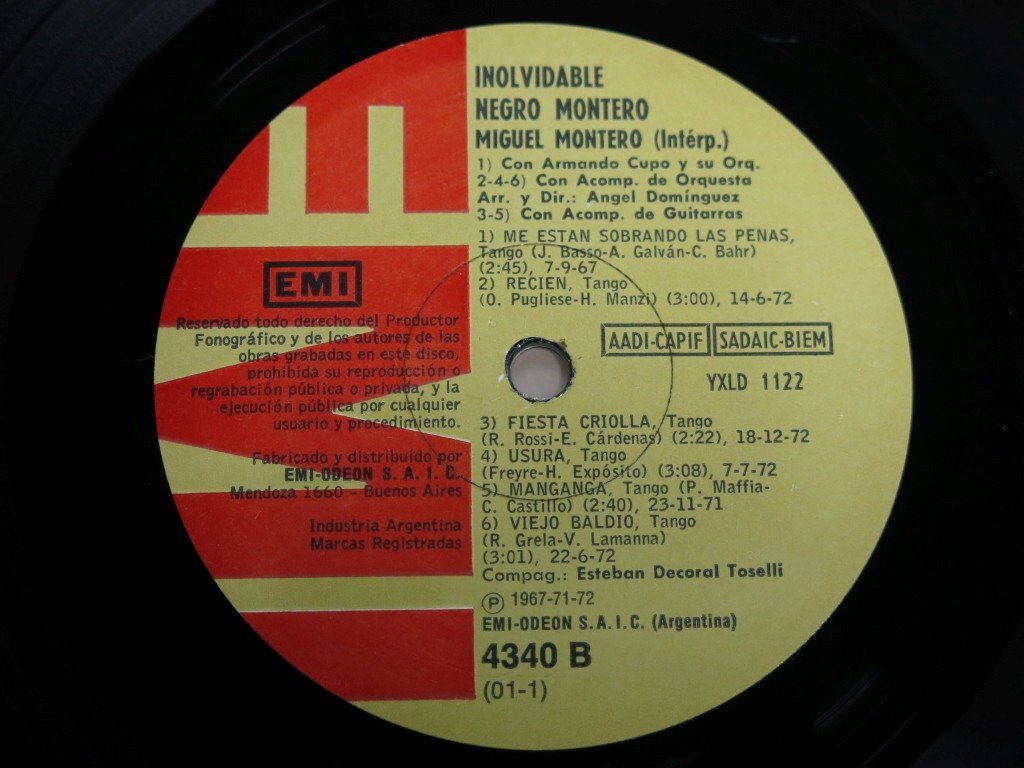 INOLVIDABLE
NEGRO MONTERO
MIGUEL MONTERO (Intérp.)
1) Con Armando Cupo y su Orq.
2-4-6) Con Acomp. de Orquesta
Arr. y Dir.: Angel Domínguez
3-5) Con Acomp. de Guitarras
1) ME ESTAN SOBRANDO LAS PENAS,
Tango (J. Basso-A. Galván-C. Bahr)
(2:45), 7-9-67
2) RECIEN, Tango
(O. Pugliese-H. Manzi) (3:00), 14-6-72
AADI-CAPIF SADAIC-BIEM
YXLD 1122
3) FIESTA CRIOLLA, Tango
(R. Rossi-E. Cárdenas) (2:22), 18-12-72
4) USURA, Tango
(Freyre-H. Expósito) (3:08), 7-7-72
5) MANGANGA, Tango (P. Maffia-
C. Castillo) (2:40), 23-11-71
6) VIEJO BALDIO, Tango
(R. Grela-V. Lamanna)
(3:01), 22-6-72
Compag.: Esteban Decoral Toselli
Ⓟ 1967-71-72
EMI-ODEON S.A.I.C. (Argentina)
4340 B
(01-1)
EMI
EMI
Reservado todo derecho del Productor
Fonográfico y de los autores de las
obras grabadas en este disco,
prohibida su reproducción o
regrabación pública o privada, y la
ejecución pública por cualquier
usuario y procedimiento.
Fabricado y distribuído por
EMI-ODEON S. A. I. C.
Mendoza 1660 - Buenos Aires
Industria Argentina
Marcas Registradas